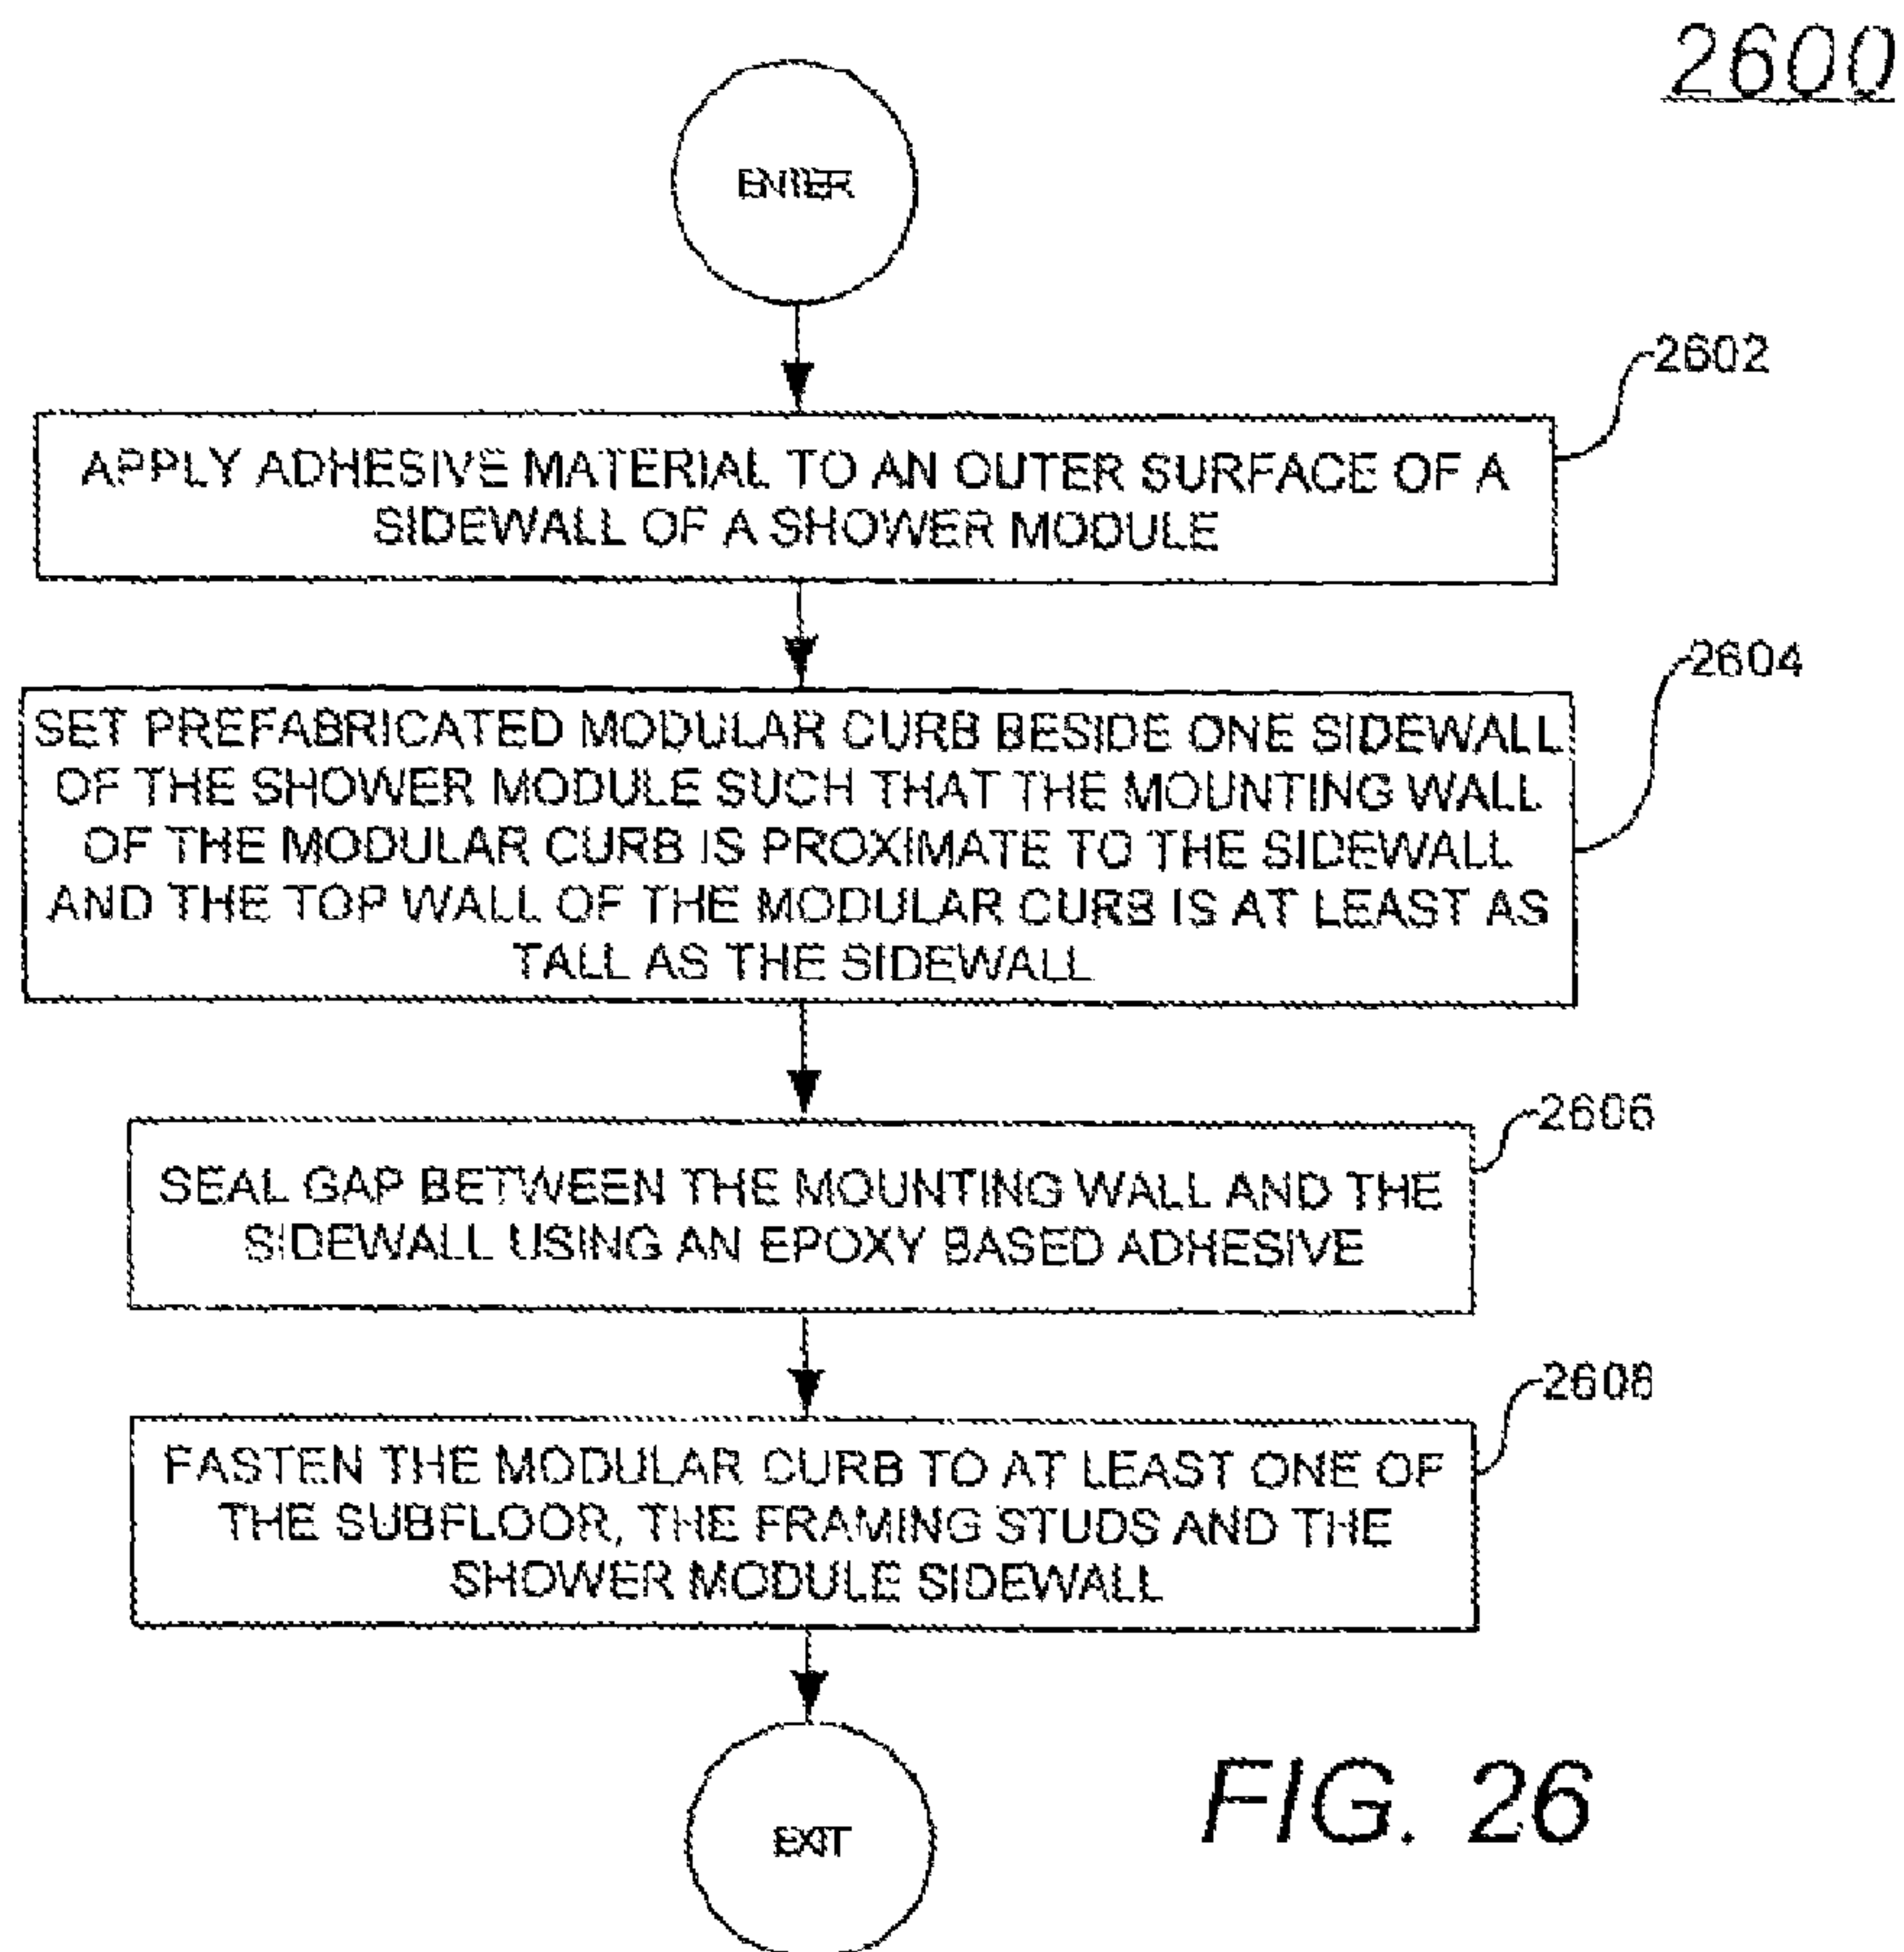 2600
ENTER
2602
APPLY ADHESIVE MATERIAL TO AN OUTER SURFACE OF A
SIDEWALL OF A SHOWER MODULE
2604
SET PREFABRICATED MODULAR CURB BESIDE ONE SIDEWALL
OF THE SHOWER MODULE SUCH THAT THE MOUNTING WALL
OF THE MODULAR CURB IS PROXIMATE TO THE SIDEWALL
AND THE TOP WALL OF THE MODULAR CURB IS AT LEAST AS
TALL AS THE SIDEWALL
2606
SEAL GAP BETWEEN THE MOUNTING WALL AND THE
SIDEWALL USING AN EPOXY BASED ADHESIVE
2608
FASTEN THE MODULAR CURB TO AT LEAST ONE OF
THE SUBFLOOR, THE FRAMING STUDS AND THE
SHOWER MODULE SIDEWALL
EXIT
FIG. 26